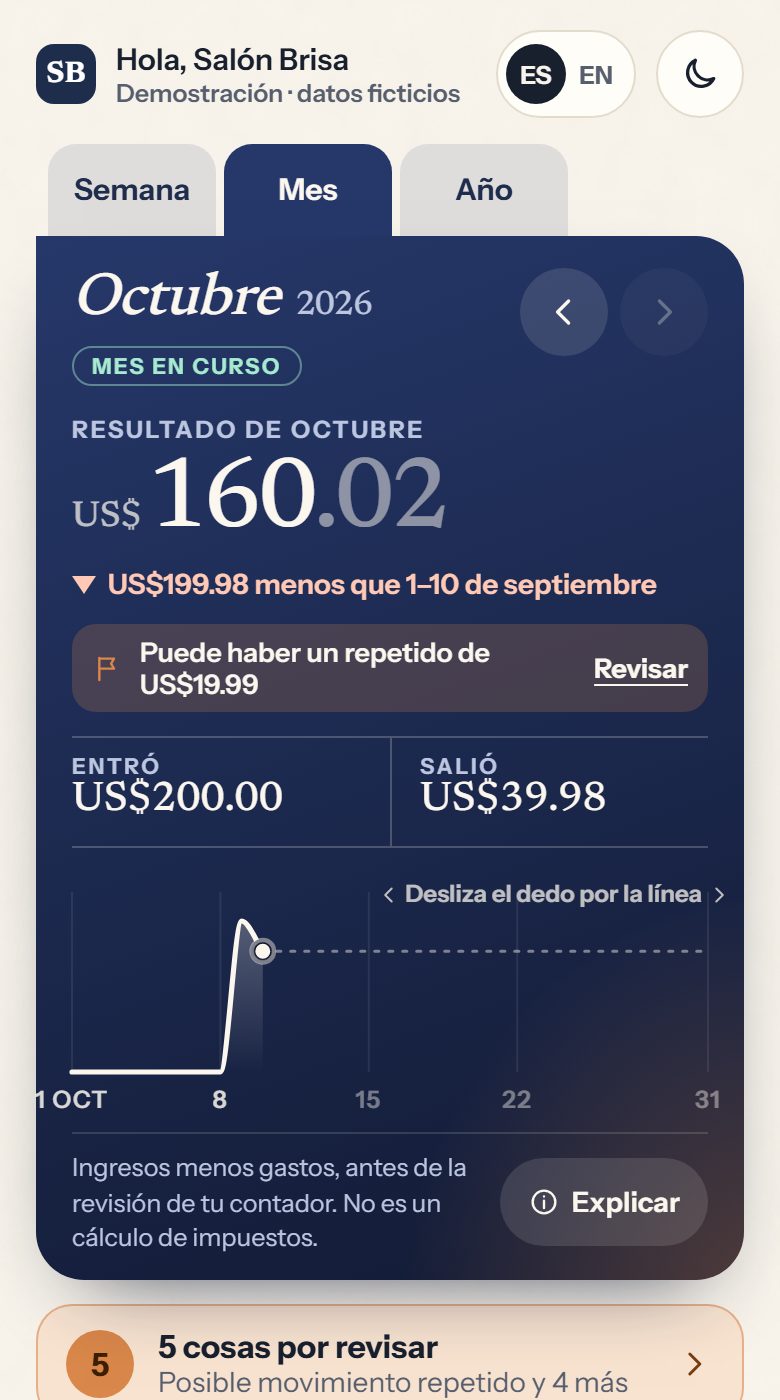 SB
Hola, Salón Brisa
Demostración · datos ficticios
ES EN
Semana
Mes
Año
Octubre 2026
MES EN CURSO
RESULTADO DE OCTUBRE
US$ 160.02
US$199.98 menos que 1–10 de septiembre
Puede haber un repetido de
US$19.99
Revisar
ENTRÓ
US$200.00
SALIÓ
US$39.98
Desliza el dedo por la línea
1 OCT 8 15 22 31
Ingresos menos gastos, antes de la
revisión de tu contador. No es un
cálculo de impuestos.
Explicar
5
5 cosas por revisar
Posible movimiento repetido y 4 más